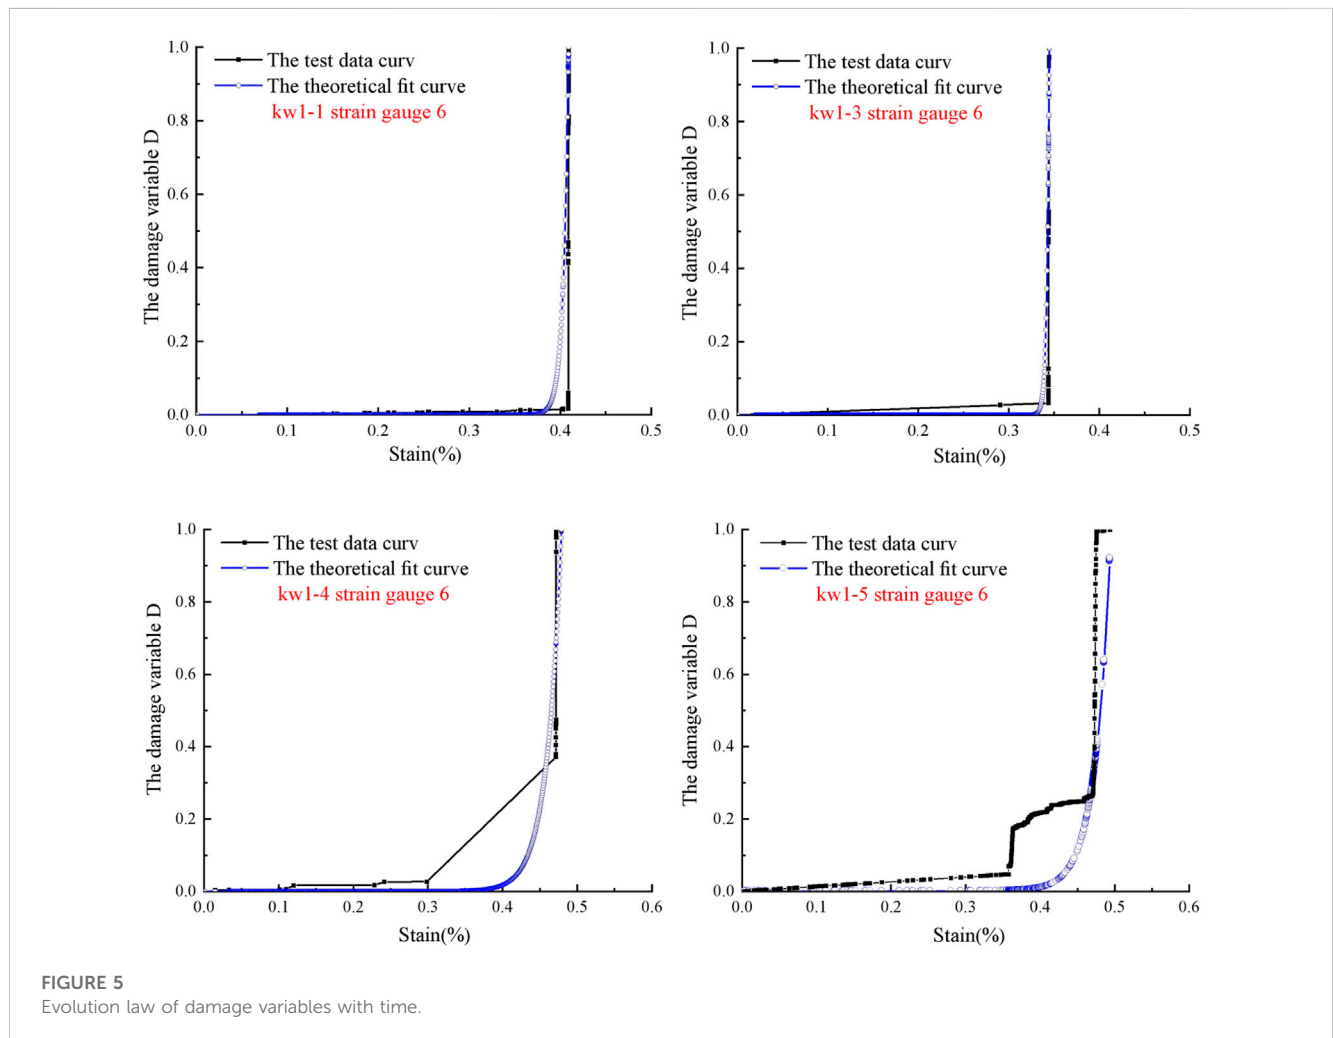 1.0
The test data curv
The theoretical fit curve
kw1-1 strain gauge 6
0.8
0.6
0.4
0.2
0.0
The damage variable D
0.0 0.1 0.2 0.3 0.4 0.5
Stain(%)
1.0
The test data curv
The theoretical fit curve
kw1-3 strain gauge 6
0.8
0.6
0.4
0.2
0.0
The damage variable D
0.0 0.1 0.2 0.3 0.4 0.5
Stain(%)
1.0
The test data curv
The theoretical fit curve
kw1-4 strain gauge 6
0.8
0.6
0.4
0.2
0.0
The damage variable D
0.0 0.1 0.2 0.3 0.4 0.5 0.6
Stain(%)
1.0
The test data curv
The theoretical fit curve
kw1-5 strain gauge 6
0.8
0.6
0.4
0.2
0.0
The damage variable D
0.0 0.1 0.2 0.3 0.4 0.5 0.6
Stain(%)
FIGURE 5
Evolution law of damage variables with time.